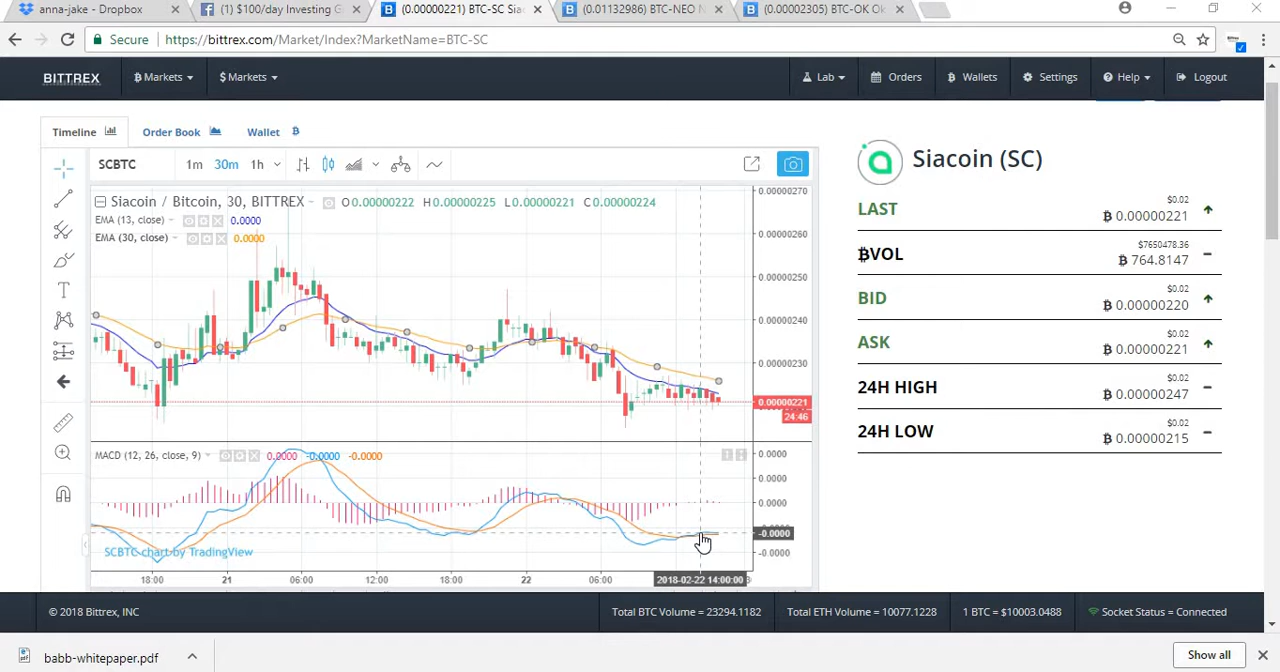 anna-jake - Dropbox
(1) $100/day Investing G
(0.00000221) BTC-SC Siac
(0.01132986) BTC-NEO N
(0.00002305) BTC-OK Ok
Secure https://bittrex.com/Market/Index?MarketName=BTC-SC
BITTREX
Ƀ Markets
$ Markets
Lab
Orders
Wallets
Settings
Help
Logout
Timeline
Order Book
Wallet
SCBTC
1m
30m
1h
Siacoin / Bitcoin, 30, BITTREX
O0.00000222 H0.00000225 L0.00000221 C0.00000224
EMA (13, close) 0.0000
EMA (30, close) 0.0000
0.00000270
0.00000260
0.00000250
0.00000240
0.00000230
0.00000221
24:46
MACD (12, 26, close, 9) 0.0000 -0.0000 -0.0000
0.0000
0.0000
-0.0000
-0.0000
SCBTC chart by TradingView
18:00
21
06:00
12:00
18:00
22
06:00
2018-02-22 14:00:00
Siacoin (SC)
LAST
$0.02
Ƀ 0.00000221
ɃVOL
$7650478.36
Ƀ 764.8147
BID
$0.02
Ƀ 0.00000220
ASK
$0.02
Ƀ 0.00000221
24H HIGH
$0.02
Ƀ 0.00000247
24H LOW
$0.02
Ƀ 0.00000215
© 2018 Bittrex, INC
Total BTC Volume = 23294.1182
Total ETH Volume = 10077.1228
1 BTC = $10003.0488
Socket Status = Connected
babb-whitepaper.pdf
Show all